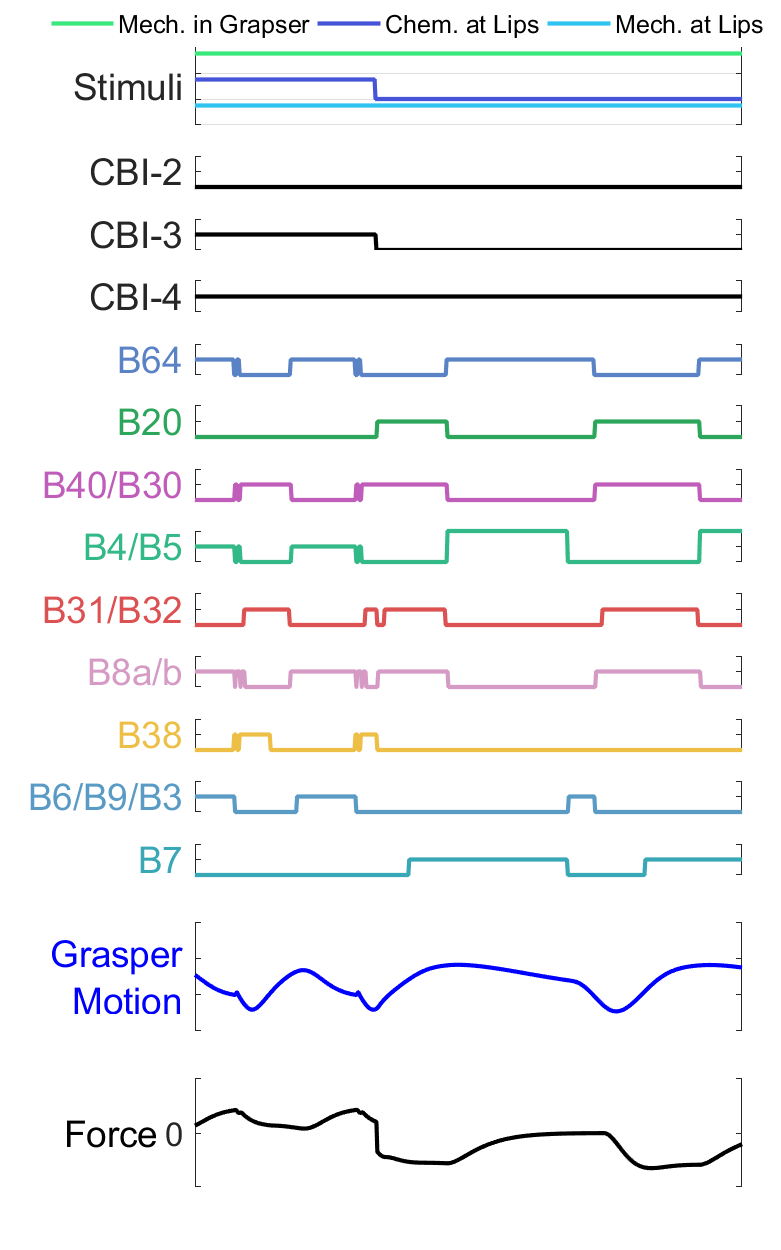 Mech. in Grapser Chem. at Lips Mech. at Lips
Stimuli
CBI-2
CBI-3
CBI-4
B64
B20
B40/B30
B4/B5
B31/B32
B8a/b
B38
B6/B9/B3
B7
Grasper
Motion
Force 0